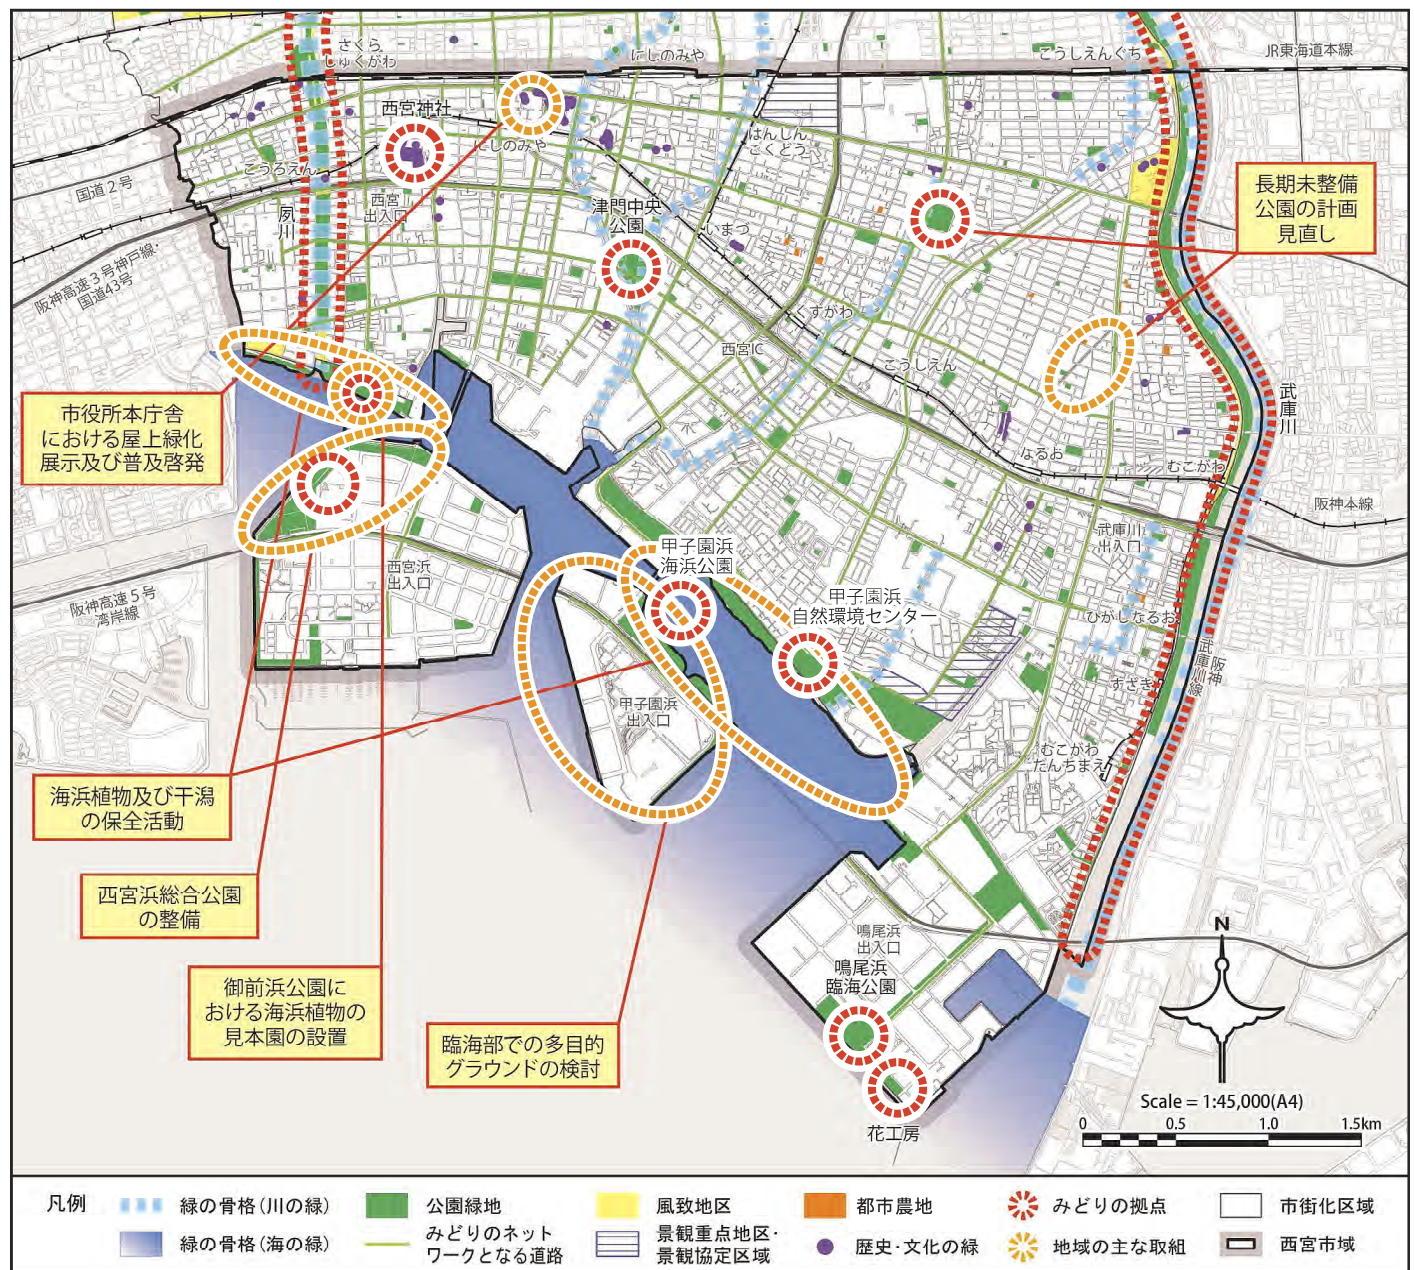 さくら
しゅくがわ
にしのみや
こうしえんぐち
JR東海道本線
西宮神社
にしのみや
はんしん
こくどう
こうろえん
国道2号
夙川
西宮
出入口
津門中央
公園
いまづ
長期未整備
公園の計画
見直し
阪神高速3号神戸線・
国道43号
くすがわ
西宮IC
こうしえん
武庫川
市役所本庁舎
における屋上緑化
展示及び普及啓発
なるお
むこがわ
阪神本線
武庫川
出入口
甲子園浜
海浜公園
西宮浜
出入口
阪神高速5号
湾岸線
甲子園浜
自然環境センター
ひがしなるお
阪神
武庫川線
すざき
甲子園浜
出入口
むこがわ
だんちまえ
海浜植物及び干潟
の保全活動
西宮浜総合公園
の整備
鳴尾浜
出入口
鳴尾浜
臨海公園
御前浜公園に
おける海浜植物の
見本園の設置
臨海部での多目的
グラウンドの検討
花工房
N
Scale = 1:45,000(A4)
0 0.5 1.0 1.5km
凡例
緑の骨格(川の緑)
公園緑地
風致地区
都市農地
みどりの拠点
市街化区域
緑の骨格(海の緑)
みどりのネット
ワークとなる道路
景観重点地区・
景観協定区域
歴史・文化の緑
地域の主な取組
西宮市域